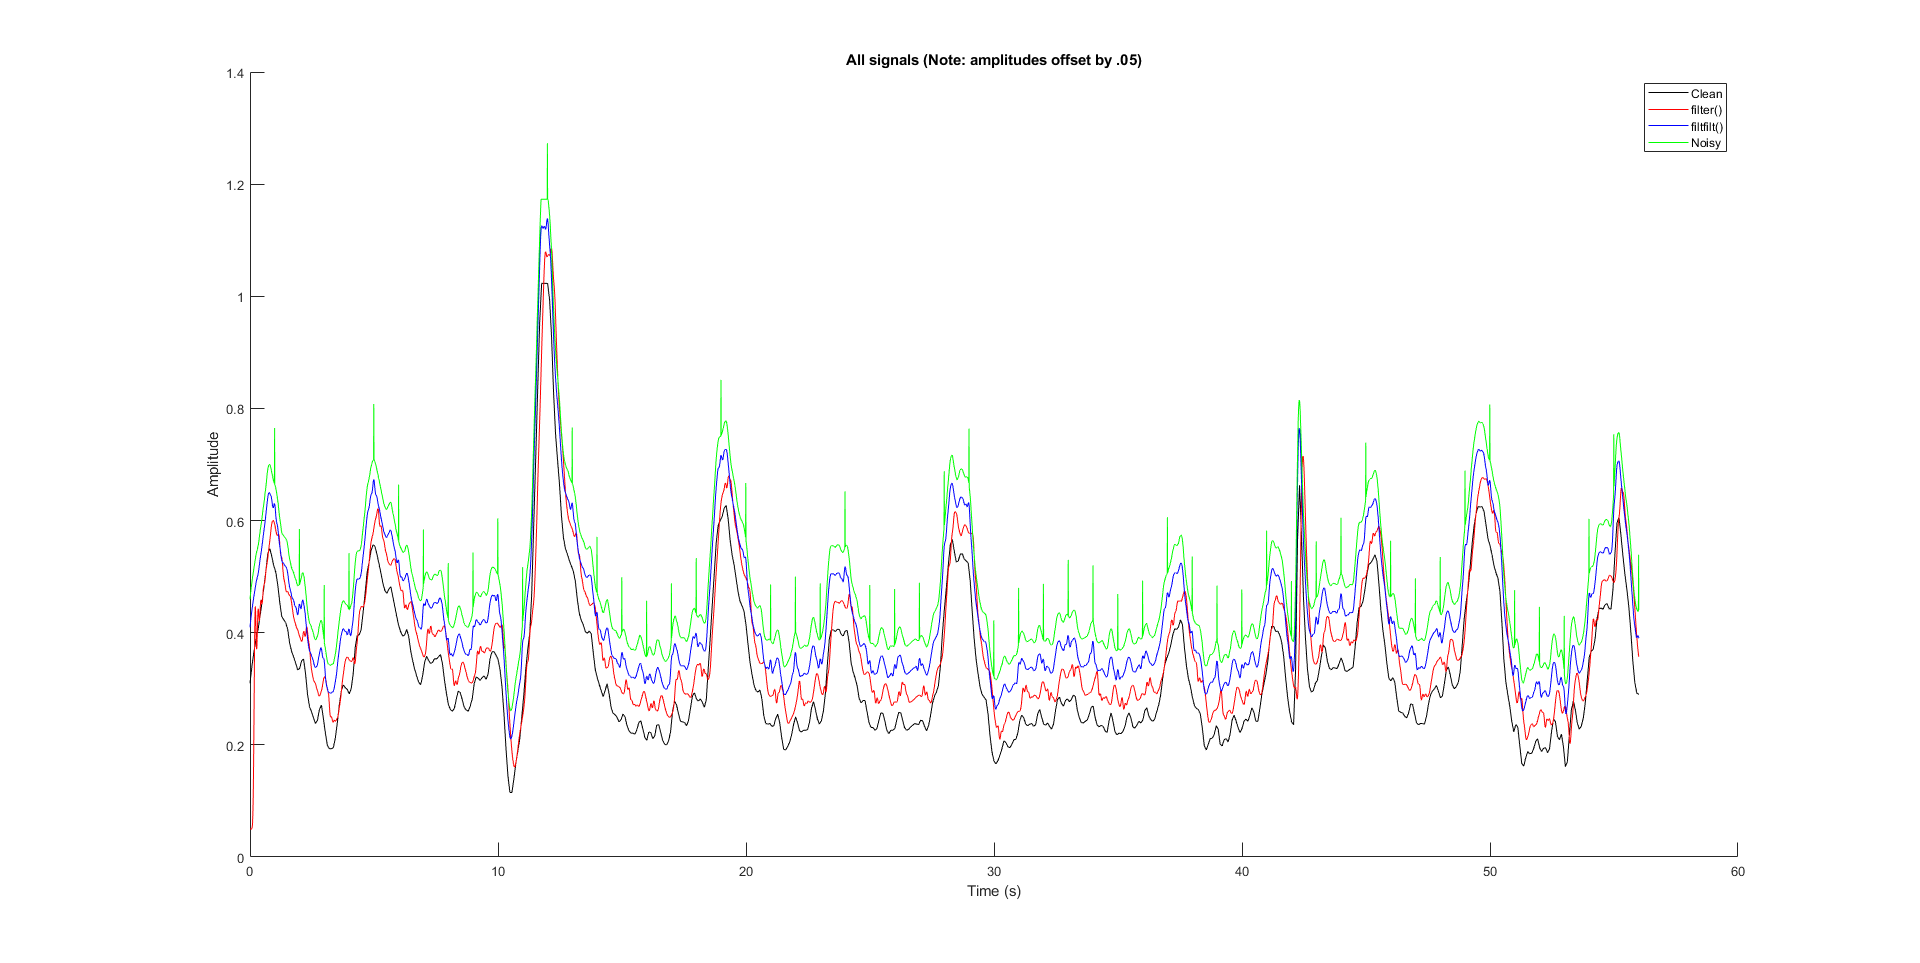 All signals (Note: amplitudes offset by .05)
1.4
1.2
1
0.8
0.6
0.4
0.2
0
Amplitude
Clean
filter()
filtfilt()
Noisy
0 10 20 30 40 50 60
Time (s)